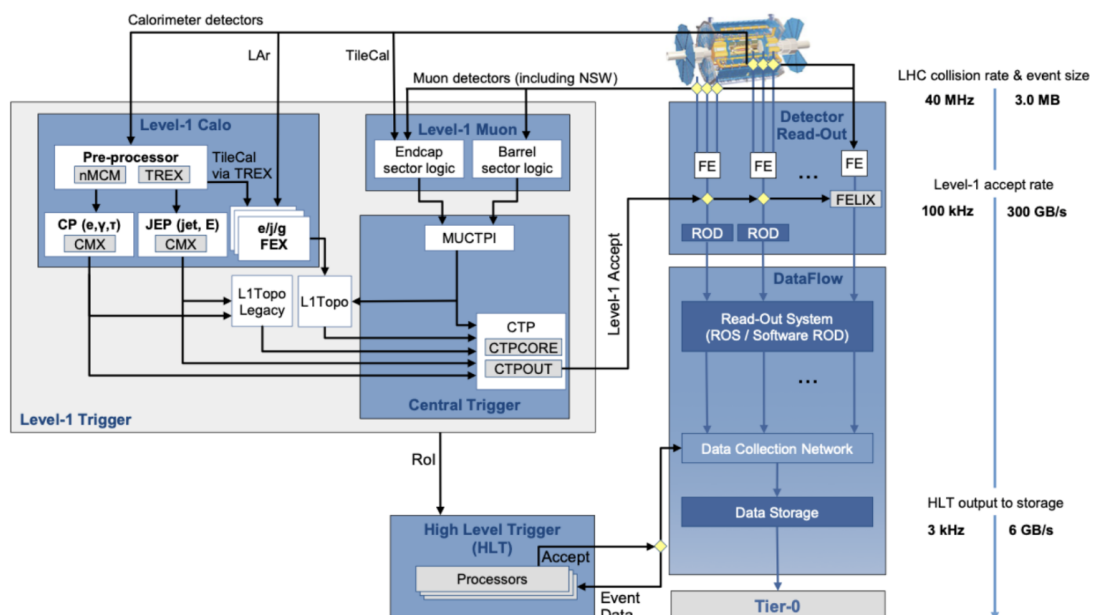 Calorimeter detectors
LAr
TileCal
Muon detectors (including NSW)
Level-1 Calo
Pre-processor
nMCM
TREX
TileCal
via TREX
CP (e,γ,τ)
CMX
JEP (jet, E)
CMX
e/j/g
FEX
Level-1 Muon
Endcap
sector logic
Barrel
sector logic
MUCTPI
L1Topo
Legacy
L1Topo
CTP
CTPCORE
CTPOUT
Central Trigger
Level-1 Trigger
Level-1 Accept
RoI
High Level Trigger
(HLT)
Accept
Processors
Event
Data
Detector
Read-Out
FE
FE
FE
...
FELIX
ROD
ROD
DataFlow
Read-Out System
(ROS / Software ROD)
...
Data Collection Network
Data Storage
Tier-0
LHC collision rate & event size
40 MHz 3.0 MB
Level-1 accept rate
100 kHz 300 GB/s
HLT output to storage
3 kHz 6 GB/s